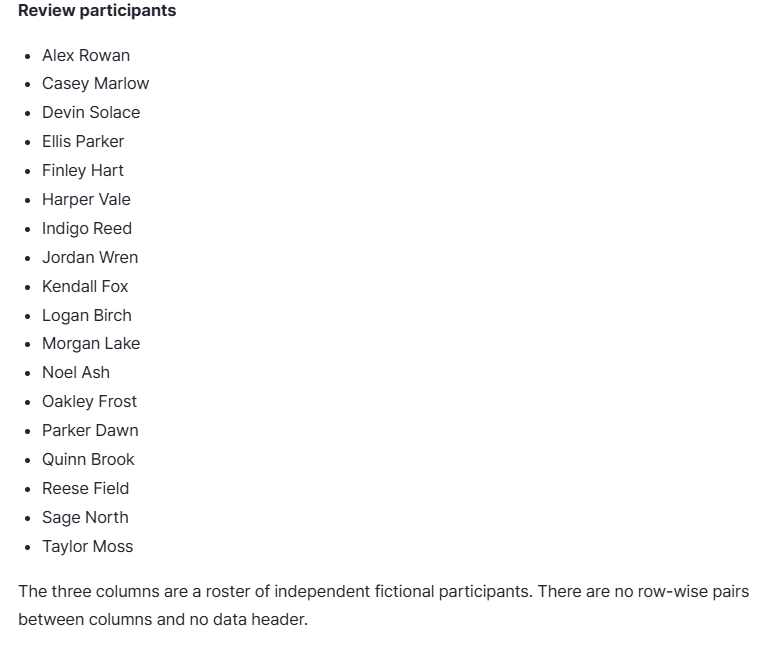 Review participants
Alex Rowan
Casey Marlow
Devin Solace
Ellis Parker
Finley Hart
Harper Vale
Indigo Reed
Jordan Wren
Kendall Fox
Logan Birch
Morgan Lake
Noel Ash
Oakley Frost
Parker Dawn
Quinn Brook
Reese Field
Sage North
Taylor Moss
The three columns are a roster of independent fictional participants. There are no row-wise pairs
between columns and no data header.